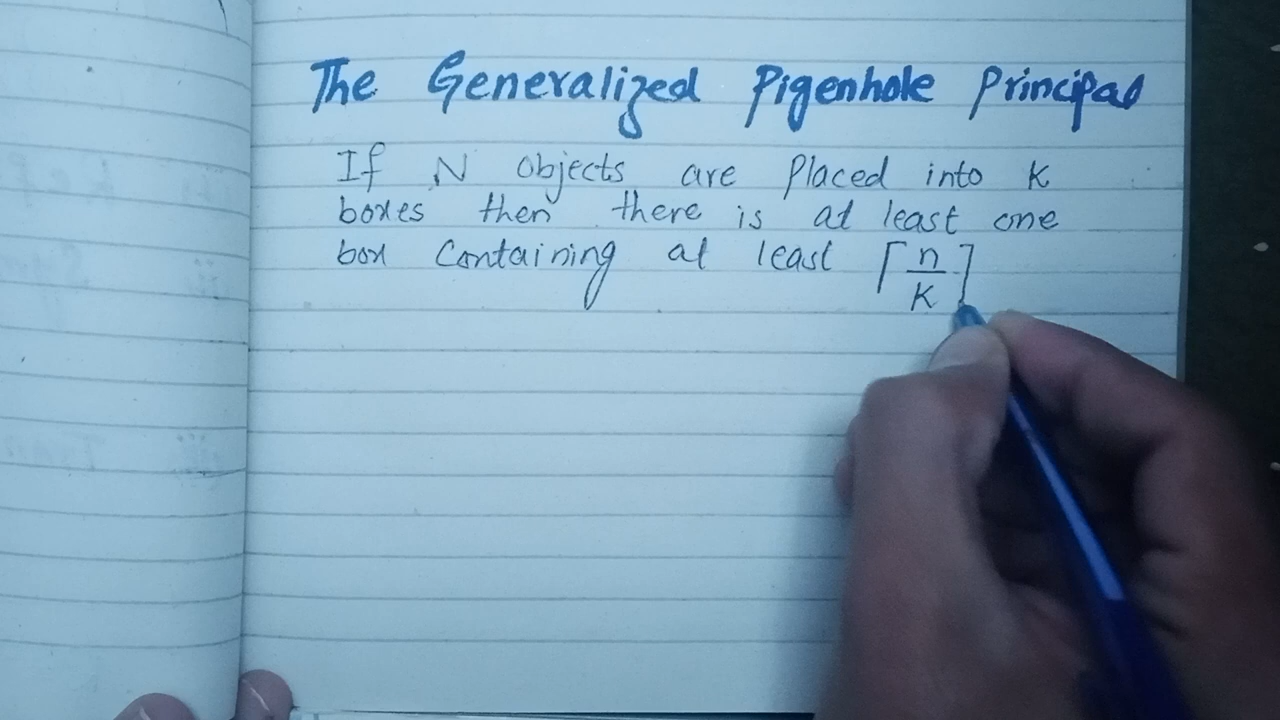 The Generalized Pigenhole Principal
If N objects are placed into K
boxes then there is at least one
box containing at least ⌈n/K⌉